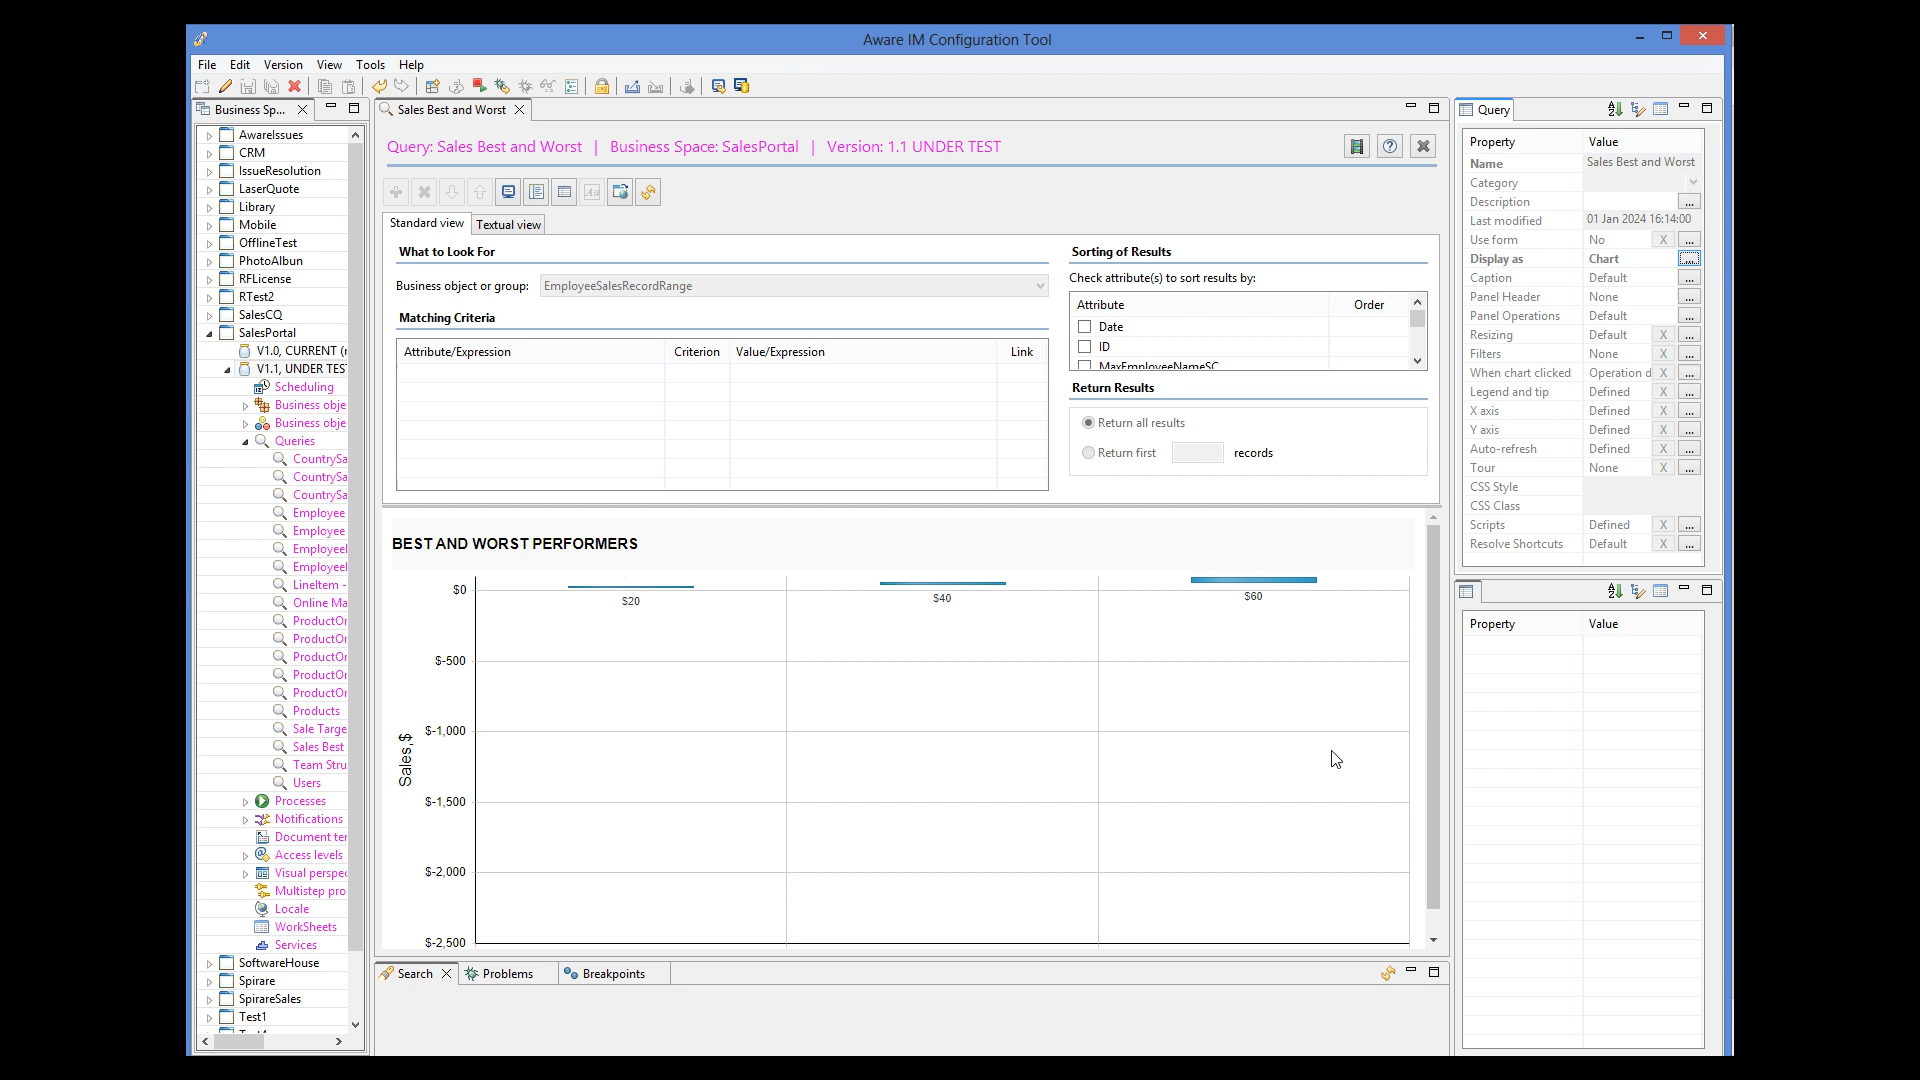 Aware IM Configuration Tool
File Edit Version View Tools Help
Business Sp...
AwareIssues
CRM
IssueResolution
LaserQuote
Library
Mobile
OfflineTest
PhotoAlbun
RFLicense
RTest2
SalesCQ
SalesPortal
V1.0, CURRENT (r
V1.1, UNDER TES
Scheduling
Business obje
Business obje
Queries
CountrySa
CountrySa
CountrySa
Employee
Employee
Employee
Employee
LineItem -
Online Ma
ProductOr
ProductOr
ProductOr
ProductOr
ProductOr
Products
Sale Targe
Sales Best
Team Stru
Users
Processes
Notifications
Document ter
Access levels
Visual perspec
Multistep pro
Locale
WorkSheets
Services
SoftwareHouse
Spirare
SpirareSales
Test1
Sales Best and Worst
Query: Sales Best and Worst | Business Space: SalesPortal | Version: 1.1 UNDER TEST
Standard view Textual view
What to Look For
Business object or group: EmployeeSalesRecordRange
Matching Criteria
Attribute/Expression Criterion Value/Expression Link
Sorting of Results
Check attribute(s) to sort results by:
Attribute Order
Date
ID
MaxEmployeeNameSC
Return Results
Return all results
Return first records
BEST AND WORST PERFORMERS
$0
$-500
$-1,000
$-1,500
$-2,000
$-2,500
Sales,$
$20 $40 $60
Search Problems Breakpoints
Query
Property Value
Name Sales Best and Worst
Category
Description ...
Last modified 01 Jan 2024 16:14:00
Use form No X ...
Display as Chart ...
Caption Default ...
Panel Header None ...
Panel Operations Default ...
Resizing Default X ...
Filters None X ...
When chart clicked Operation d X ...
Legend and tip Defined X ...
X axis Defined X ...
Y axis Defined X ...
Auto-refresh Defined X ...
Tour None X ...
CSS Style
CSS Class
Scripts Defined X ...
Resolve Shortcuts Default X ...
Property Value